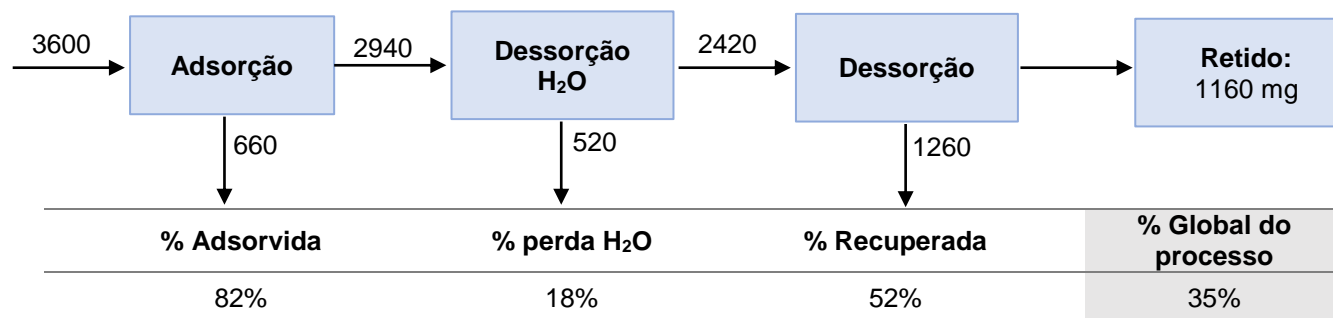 3600
Adsorção
2940
Dessorção
H₂O
2420
Dessorção
Retido:
1160 mg
660
520
1260
% Adsorvida
% perda H₂O
% Recuperada
% Global do
processo
82%
18%
52%
35%